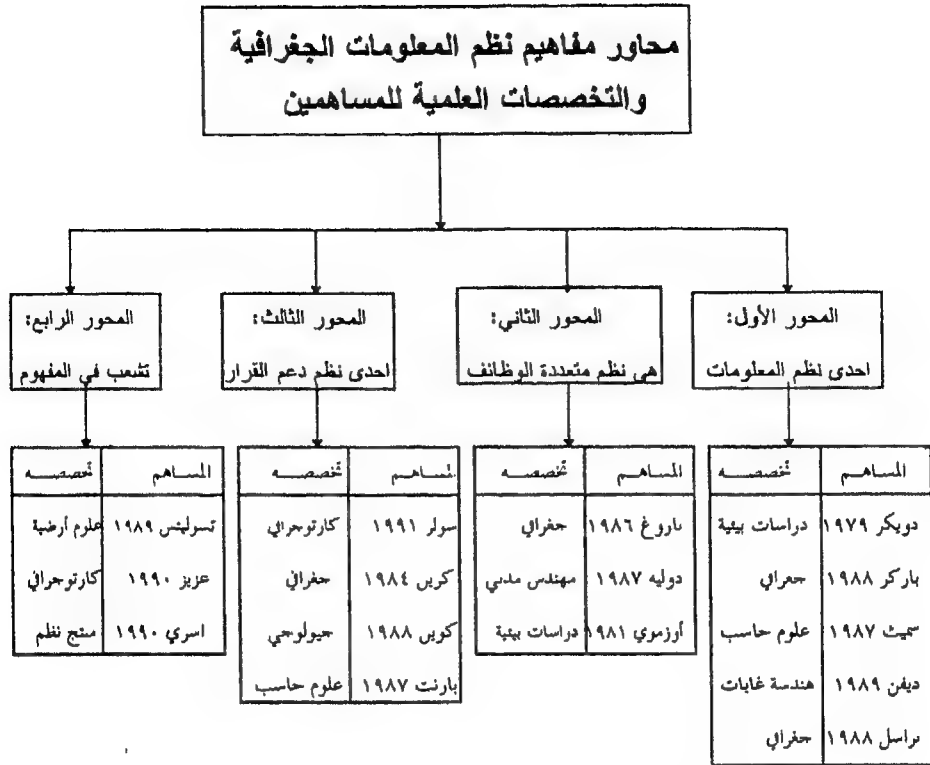 محاور مفاهيم نظم المعلومات الجغرافية
والتخصصات العلمية للمساهمين
المحور الأول:
احدى نظم المعلومات
المحور الثاني:
هي نظم متعددة الوظائف
المحور الثالث:
احدى نظم دعم القرار
المحور الرابع:
تشعب في المفهوم
المساهم تخصصه
دويكر ١٩٧٩ دراسات بيئية
باركر ١٩٨٨ جغرافي
سميث ١٩٨٧ علوم حاسب
ديفن ١٩٨٩ هندسة غابات
براسل ١٩٨٨ جغرافي
المساهم تخصصه
باروغ ١٩٨٦ جغرافي
دوليه ١٩٨٧ مهندس مدني
أوزموي ١٩٨١ دراسات بيئية
المساهم تخصصه
سولر ١٩٩١ كارتوجرافي
كرين ١٩٨٤ جغرافي
كوين ١٩٨٨ جيولوجي
بارنت ١٩٨٧ علوم حاسب
المساهم تخصصه
تسوليتس ١٩٨٩ علوم أرضية
عزيز ١٩٩٠ كارتوجرافي
اسري ١٩٩٠ منتج نظم